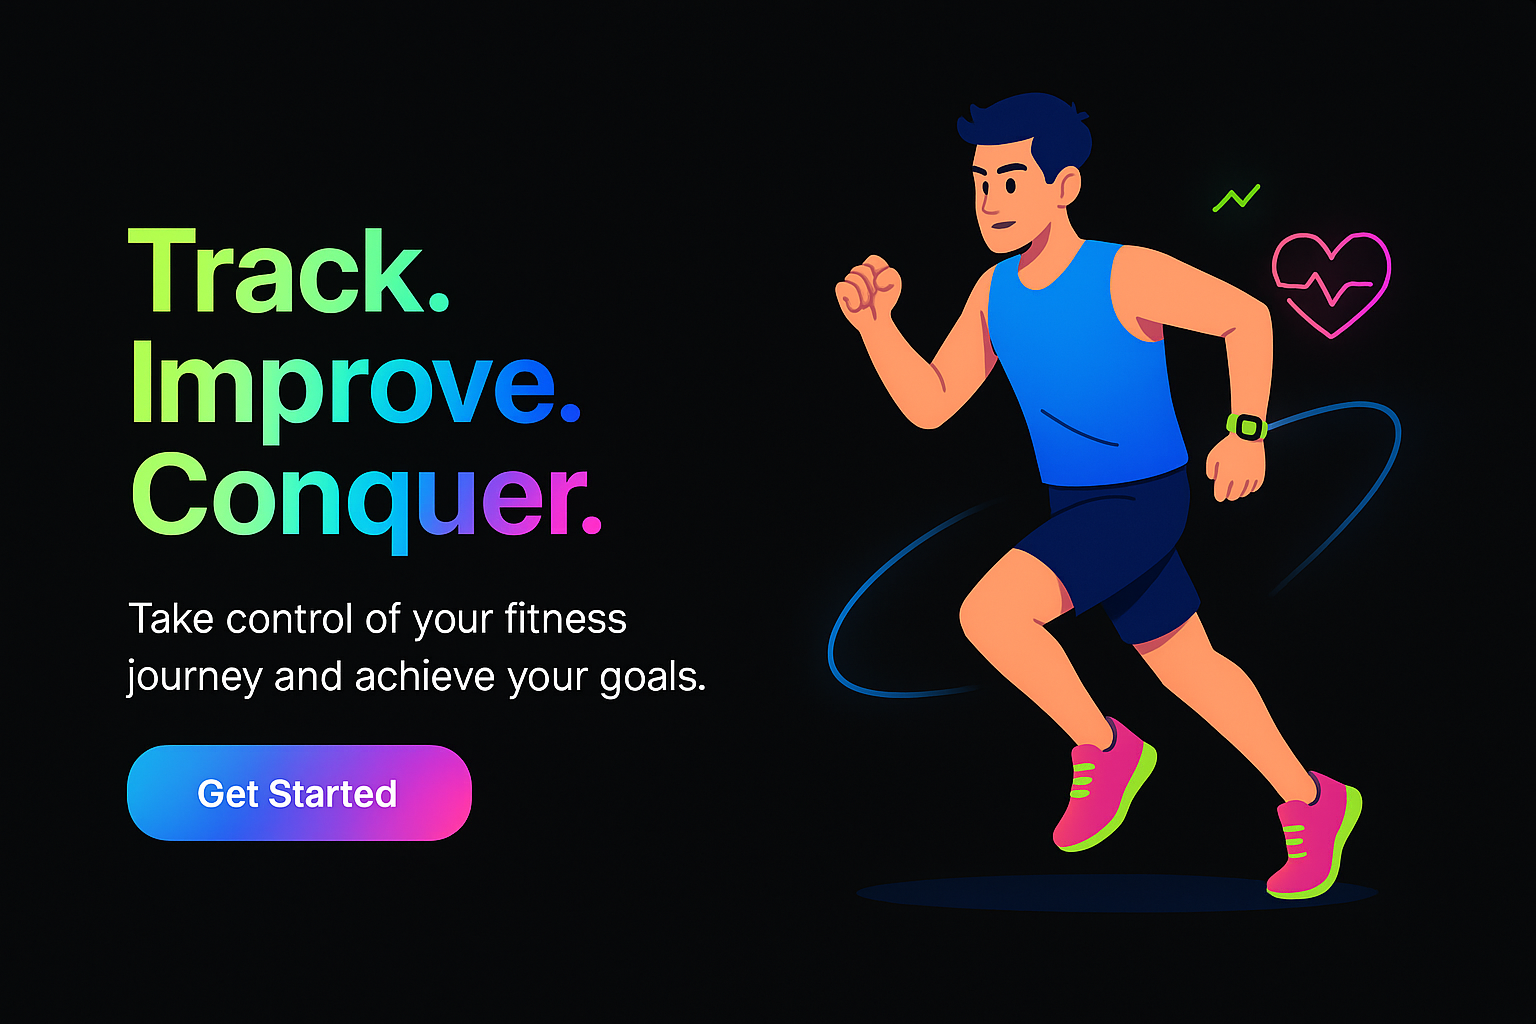 Track.
Improve.
Conquer.
Take control of your fitness
journey and achieve your goals.
Get Started